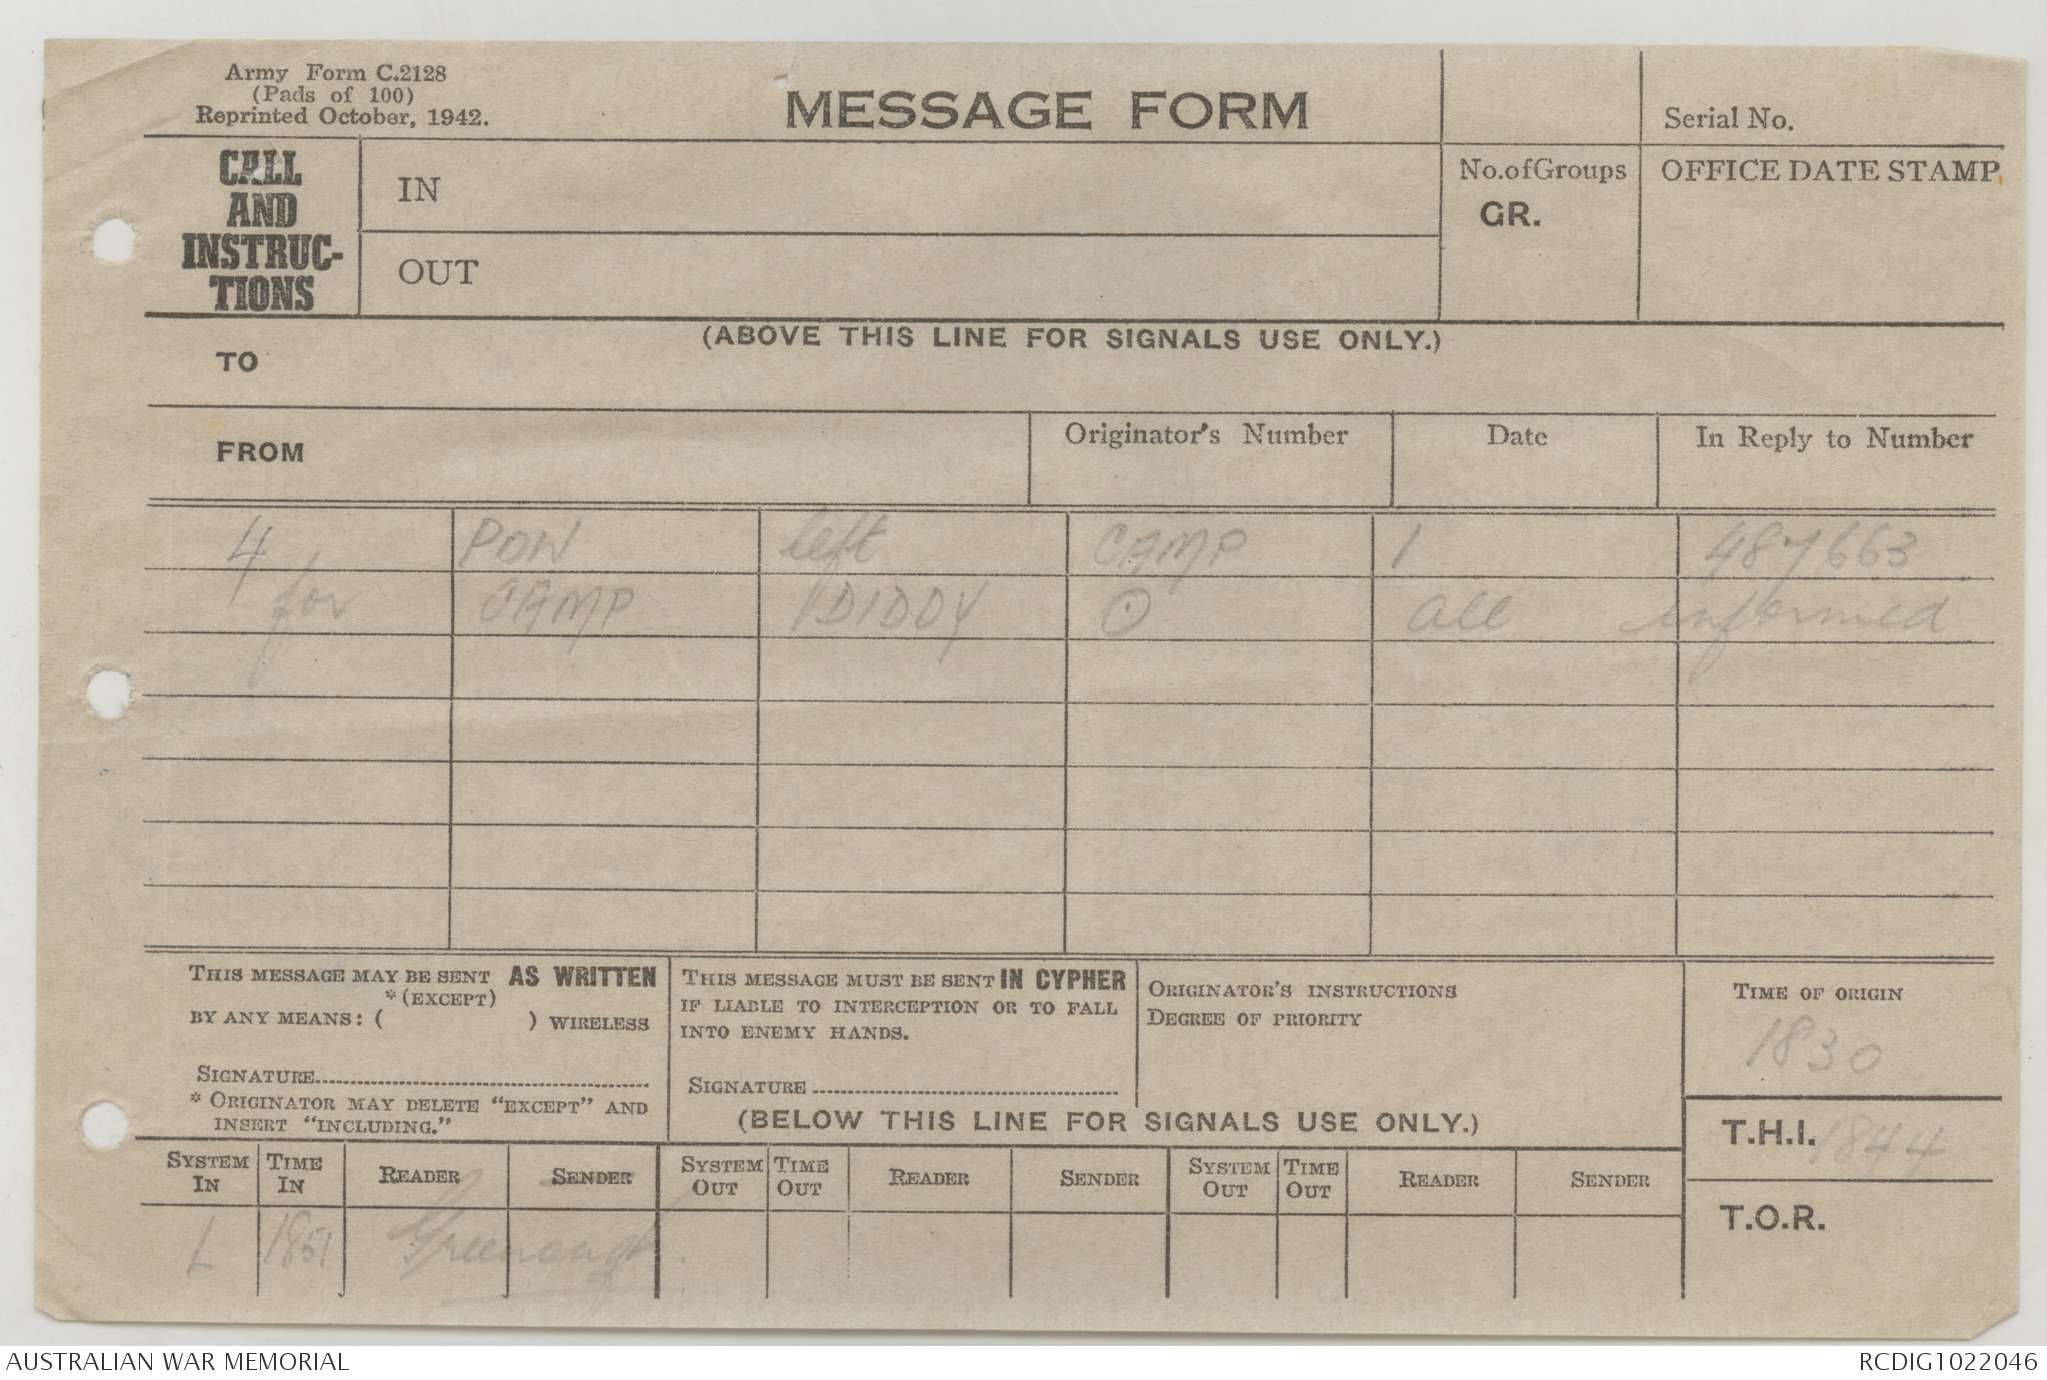 Army Form C.2128
(Pads of 100)
Reprinted October, 1942.
MESSAGE FORM
Serial No.
CALL AND INSTRUC-TIONS
IN
OUT
No. of Groups
GR.
OFFICE DATE STAMP
(ABOVE THIS LINE FOR SIGNALS USE ONLY.)
TO
FROM
Originator's Number
Date
In Reply to Number
4 POW left CAMP 1 487663
for CAMP DIDDY ⊙ all informed
THIS MESSAGE MAY BE SENT AS WRITTEN
*(EXCEPT)
BY ANY MEANS: ( ) WIRELESS
SIGNATURE
* ORIGINATOR MAY DELETE "EXCEPT" AND
INSERT "INCLUDING."
THIS MESSAGE MUST BE SENT IN CYPHER
IF LIABLE TO INTERCEPTION OR TO FALL
INTO ENEMY HANDS.
SIGNATURE
ORIGINATOR'S INSTRUCTIONS
DEGREE OF PRIORITY
TIME OF ORIGIN
1830
(BELOW THIS LINE FOR SIGNALS USE ONLY.)
T.H.I. 1844
T.O.R.
SYSTEM IN
TIME IN
READER
SENDER
SYSTEM OUT
TIME OUT
READER
SENDER
SYSTEM OUT
TIME OUT
READER
SENDER
L 1851 Greenough
AUSTRALIAN WAR MEMORIAL
RCDIG1022046